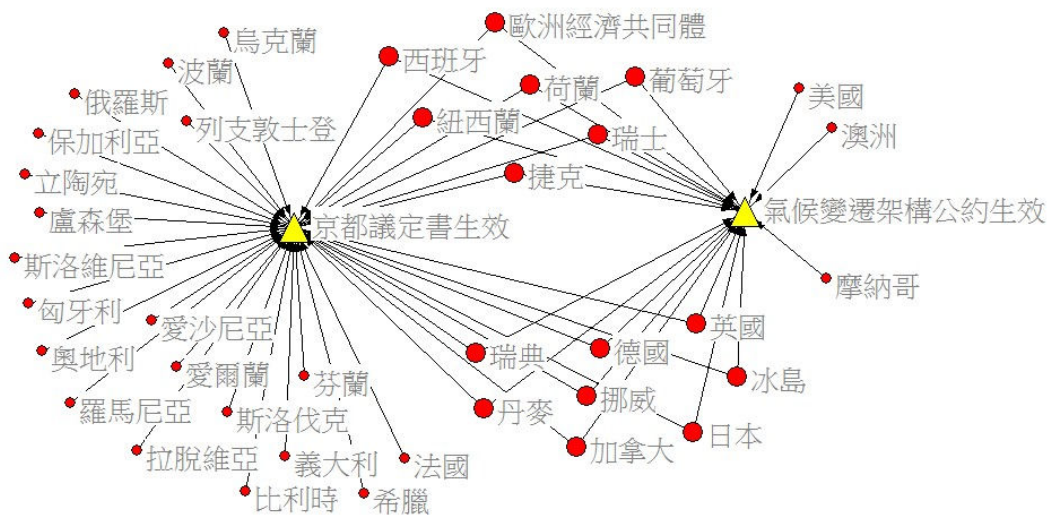 歐洲經濟共同體
烏克蘭
西班牙
波蘭
荷蘭
葡萄牙
美國
俄羅斯
列支敦士登
紐西蘭
瑞士
澳洲
保加利亞
立陶宛
捷克
盧森堡
京都議定書生效
氣候變遷架構公約生效
斯洛維尼亞
摩納哥
匈牙利
愛沙尼亞
英國
奧地利
瑞典
德國
愛爾蘭
芬蘭
冰島
羅馬尼亞
斯洛伐克
丹麥
挪威
拉脫維亞
義大利
法國
加拿大
日本
比利時
希臘